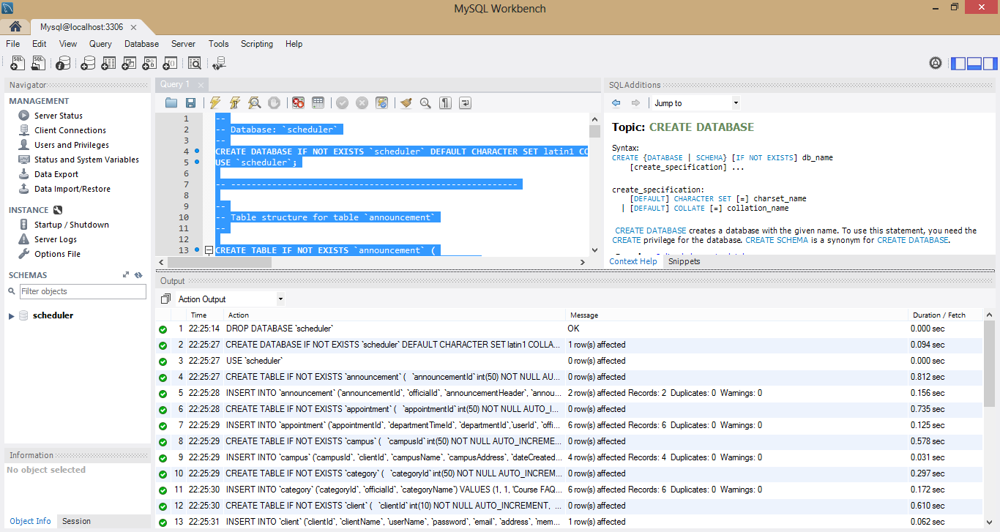 MySQL Workbench
Mysql@localhost:3306
File Edit View Query Database Server Tools Scripting Help
Navigator
MANAGEMENT
Server Status
Client Connections
Users and Privileges
Status and System Variables
Data Export
Data Import/Restore
INSTANCE
Startup / Shutdown
Server Logs
Options File
SCHEMAS
Filter objects
scheduler
Information
No object selected
Object Info Session
Query 1
1 --
2 -- Database: `scheduler`
3 --
4 CREATE DATABASE IF NOT EXISTS `scheduler` DEFAULT CHARACTER SET latin1 CO
5 USE `scheduler`;
6
7 -- --------------------------------------------------------
8
9 --
10 -- Table structure for table `announcement`
11 --
12
13 CREATE TABLE IF NOT EXISTS `announcement` (
SQLAdditions
Jump to
Topic: CREATE DATABASE
Syntax:
CREATE {DATABASE | SCHEMA} [IF NOT EXISTS] db_name
[create_specification] ...
create_specification:
[DEFAULT] CHARACTER SET [=] charset_name
| [DEFAULT] COLLATE [=] collation_name
CREATE DATABASE creates a database with the given name. To use this statement, you need the
CREATE privilege for the database. CREATE SCHEMA is a synonym for CREATE DATABASE.
Context Help Snippets
Output
Action Output
Time Action Message Duration / Fetch
1 22:25:14 DROP DATABASE `scheduler` OK 0.000 sec
2 22:25:27 CREATE DATABASE IF NOT EXISTS `scheduler` DEFAULT CHARACTER SET latin1 COLLA... 1 row(s) affected 0.094 sec
3 22:25:27 USE `scheduler` 0 row(s) affected 0.000 sec
4 22:25:27 CREATE TABLE IF NOT EXISTS `announcement` ( `announcementId` int(50) NOT NULL AU... 0 row(s) affected 0.812 sec
5 22:25:28 INSERT INTO `announcement` (`announcementId`, `officialId`, `announcementHeader`, `annou... 2 row(s) affected Records: 2 Duplicates: 0 Warnings: 0 0.156 sec
6 22:25:28 CREATE TABLE IF NOT EXISTS `appointment` ( `appointmentId` int(50) NOT NULL AUTO_I... 0 row(s) affected 0.735 sec
7 22:25:29 INSERT INTO `appointment` (`appointmentId`, `departmentTimeId`, `departmentId`,`userId`, `offi... 6 row(s) affected Records: 6 Duplicates: 0 Warnings: 0 0.125 sec
8 22:25:29 CREATE TABLE IF NOT EXISTS `campus` ( `campusId` int(50) NOT NULL AUTO_INCREME... 0 row(s) affected 0.578 sec
9 22:25:29 INSERT INTO `campus` (`campusId`, `clientId`, `campusName`, `campusAddress`, `dateCreated... 4 row(s) affected Records: 4 Duplicates: 0 Warnings: 0 0.031 sec
10 22:25:29 CREATE TABLE IF NOT EXISTS `category` ( `categoryId` int(50) NOT NULL AUTO_INCREM... 0 row(s) affected 0.297 sec
11 22:25:30 INSERT INTO `category` (`categoryId`, `officialId`, `categoryName`) VALUES (1, 1, 'Course FAQ... 6 row(s) affected Records: 6 Duplicates: 0 Warnings: 0 0.172 sec
12 22:25:30 CREATE TABLE IF NOT EXISTS `client` ( `clientId` int(10) NOT NULL AUTO_INCREMENT, ... 0 row(s) affected 0.610 sec
13 22:25:31 INSERT INTO `client` (`clientId`, `clientName`, `userName`, `password`, `email`, `address`, `mem... 1 row(s) affected 0.062 sec